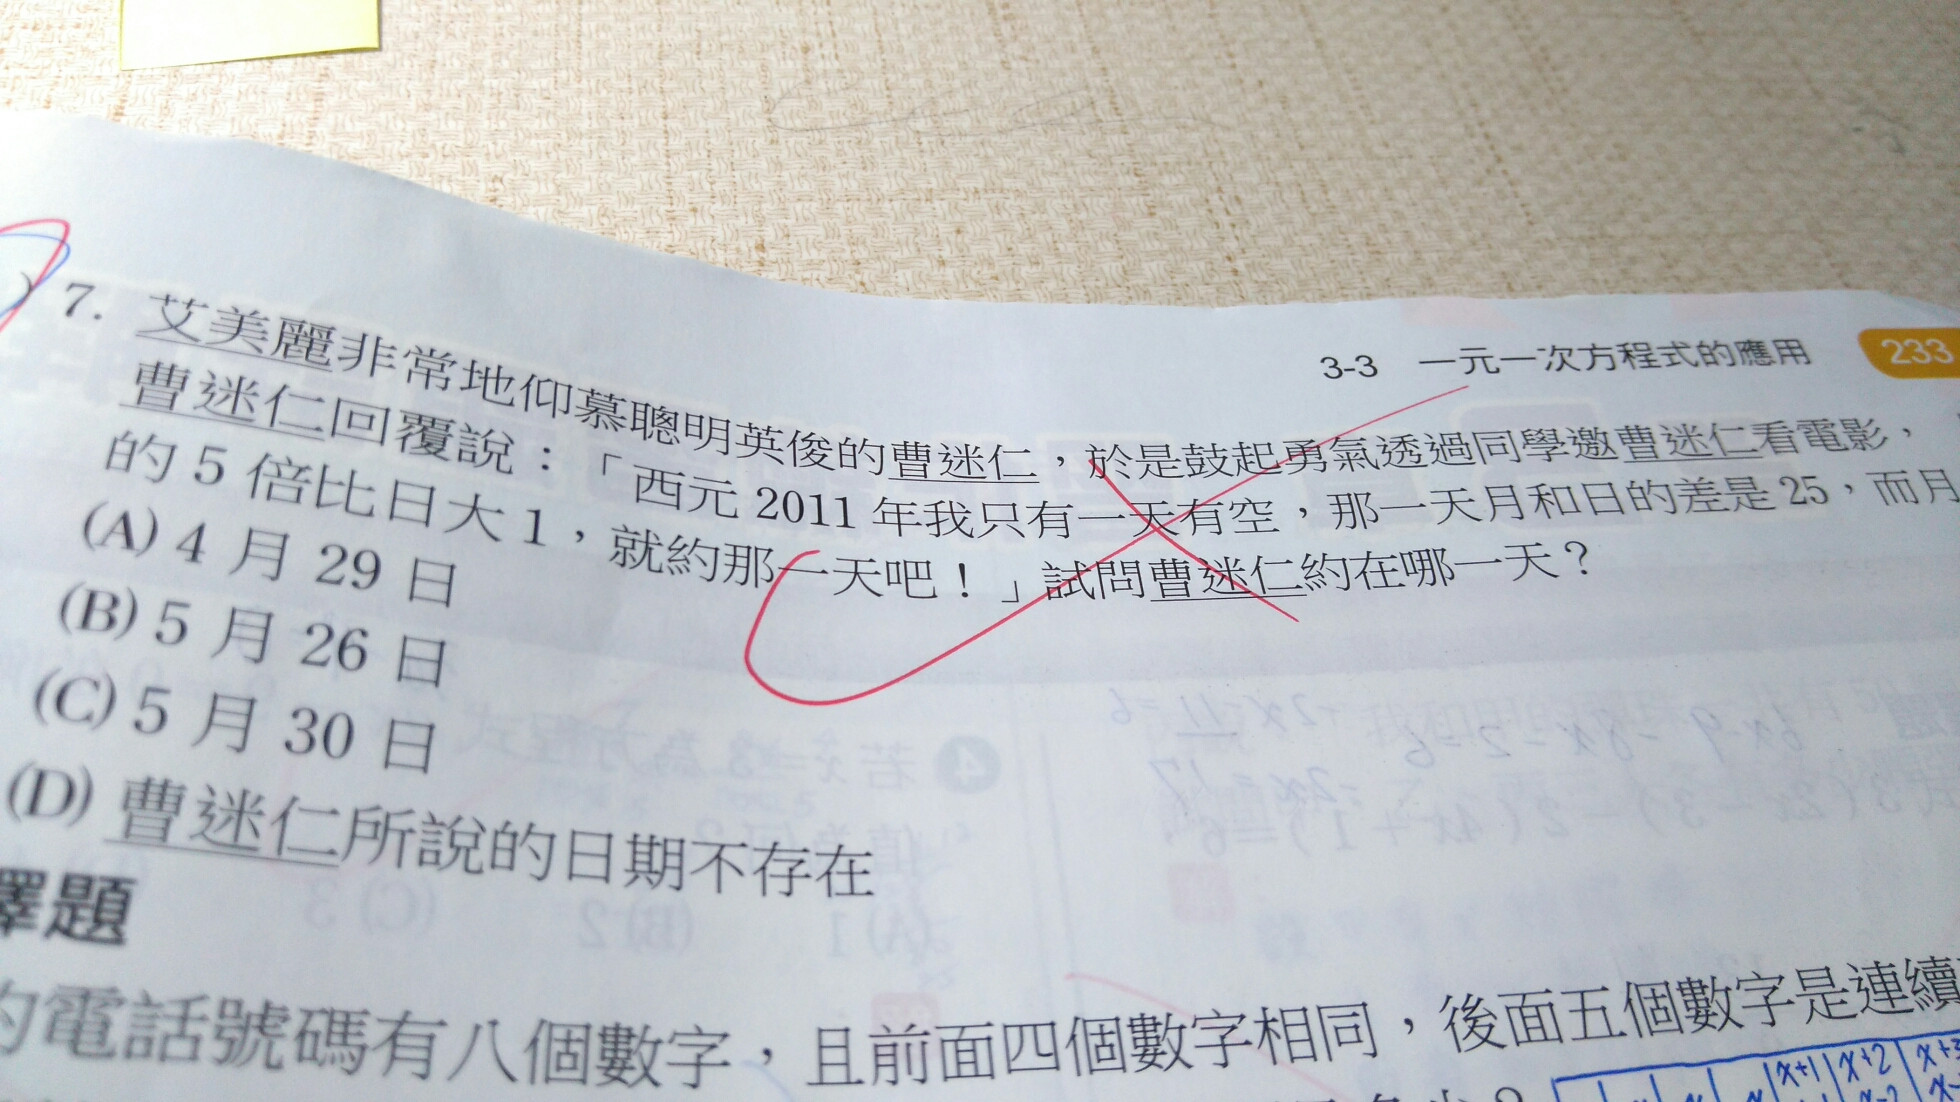 3-3 一元一次方程式的應用 233
7. 艾美麗非常地仰慕聰明英俊的曹迷仁，於是鼓起勇氣透過同學邀曹迷仁看電影，
曹迷仁回覆說：「西元 2011 年我只有一天有空，那一天月和日的差是 25，而月
的 5 倍比日大 1，就約那一天吧！」試問曹迷仁約在哪一天？
(A) 4 月 29 日
(B) 5 月 26 日
(C) 5 月 30 日
(D) 曹迷仁所說的日期不存在
擇題
的電話號碼有八個數字，且前面四個數字相同，後面五個數字是連續
x+1 x+2 x+3